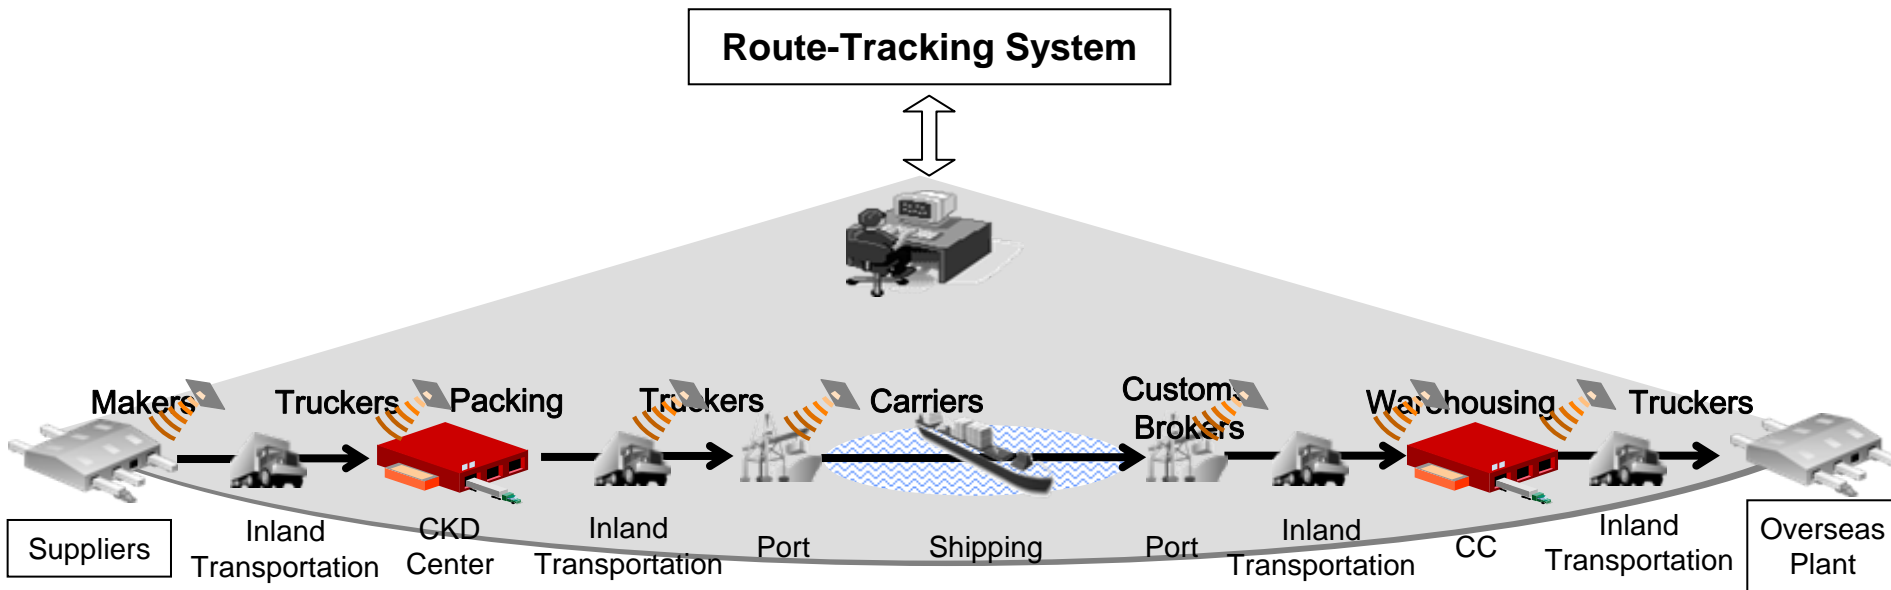 Route-Tracking System
Makers
Truckers
Packing
Truckers
Carriers
Customs
Brokers
Warehousing
Truckers
Suppliers
Inland
Transportation
CKD
Center
Inland
Transportation
Port
Shipping
Port
Inland
Transportation
CC
Inland
Transportation
Overseas
Plant